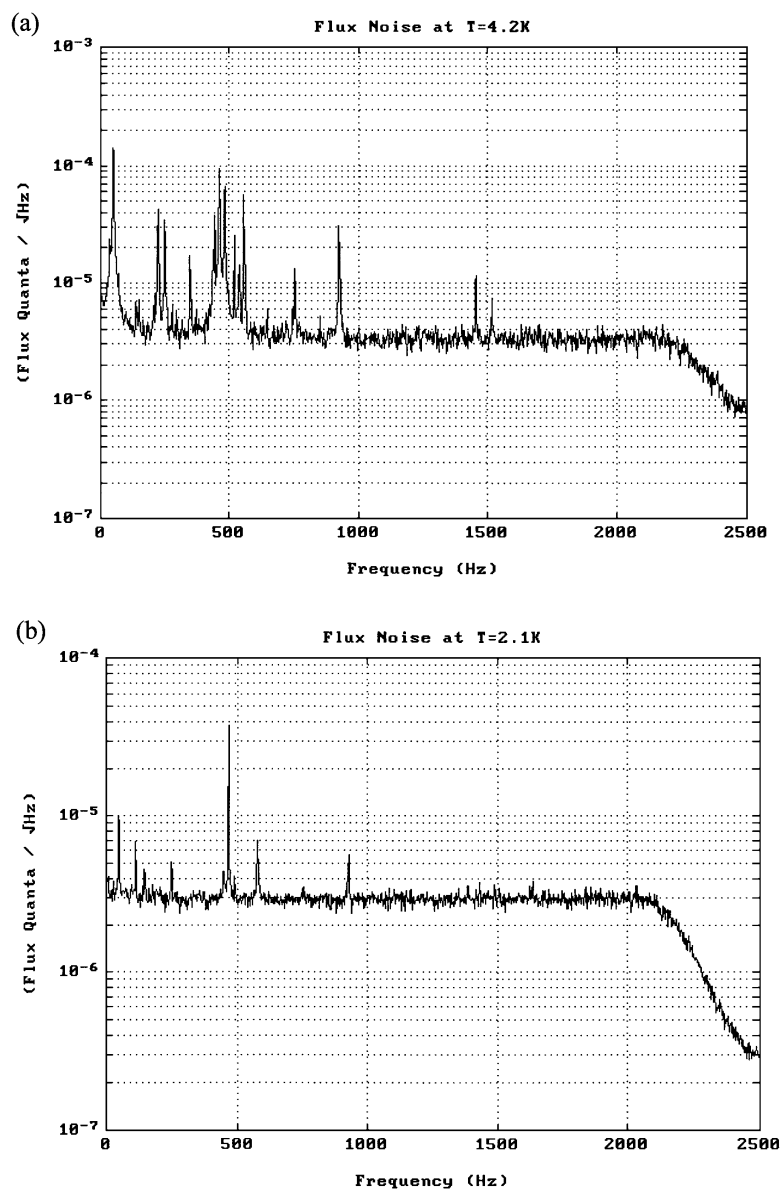 (a)
Flux Noise at T=4.2K
10⁻³
10⁻⁴
10⁻⁵
10⁻⁶
10⁻⁷
(Flux Quanta / √Hz)
0 500 1000 1500 2000 2500
Frequency (Hz)
(b)
Flux Noise at T=2.1K
10⁻⁴
10⁻⁵
10⁻⁶
10⁻⁷
(Flux Quanta / √Hz)
0 500 1000 1500 2000 2500
Frequency (Hz)